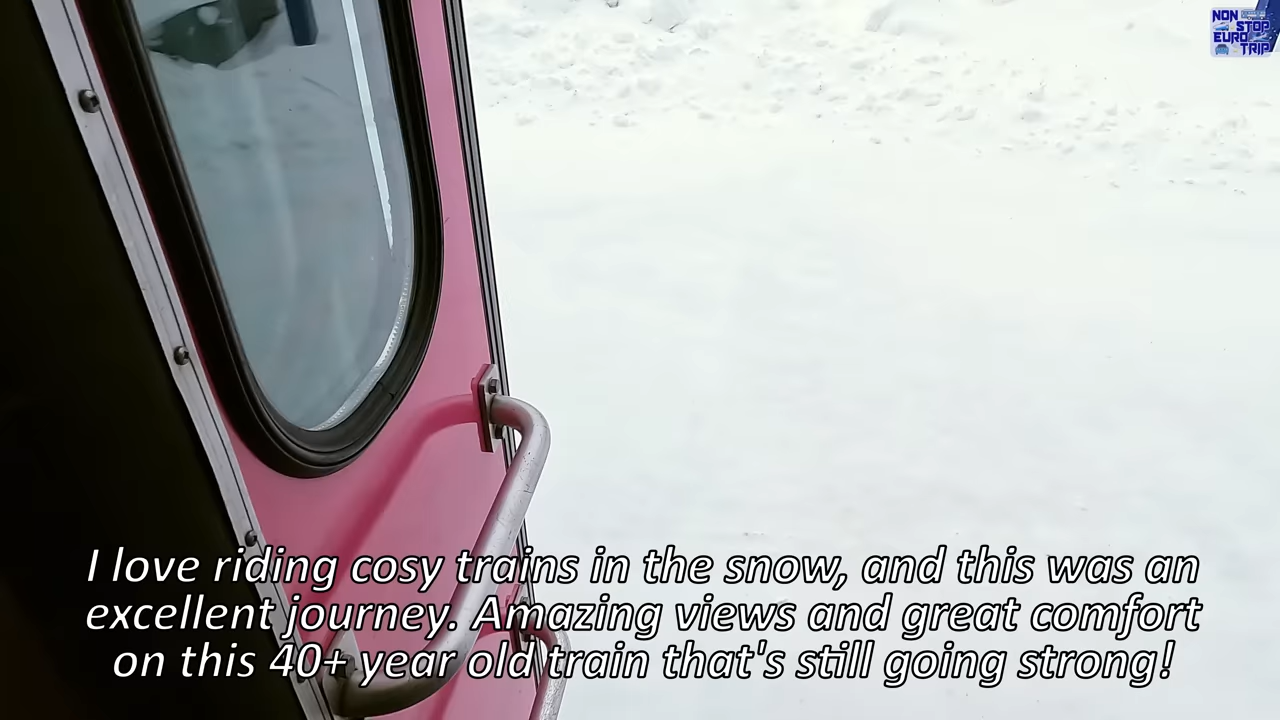 NON
STOP
EURO
TRIP
I love riding cosy trains in the snow, and this was an
excellent journey. Amazing views and great comfort
on this 40+ year old train that's still going strong!